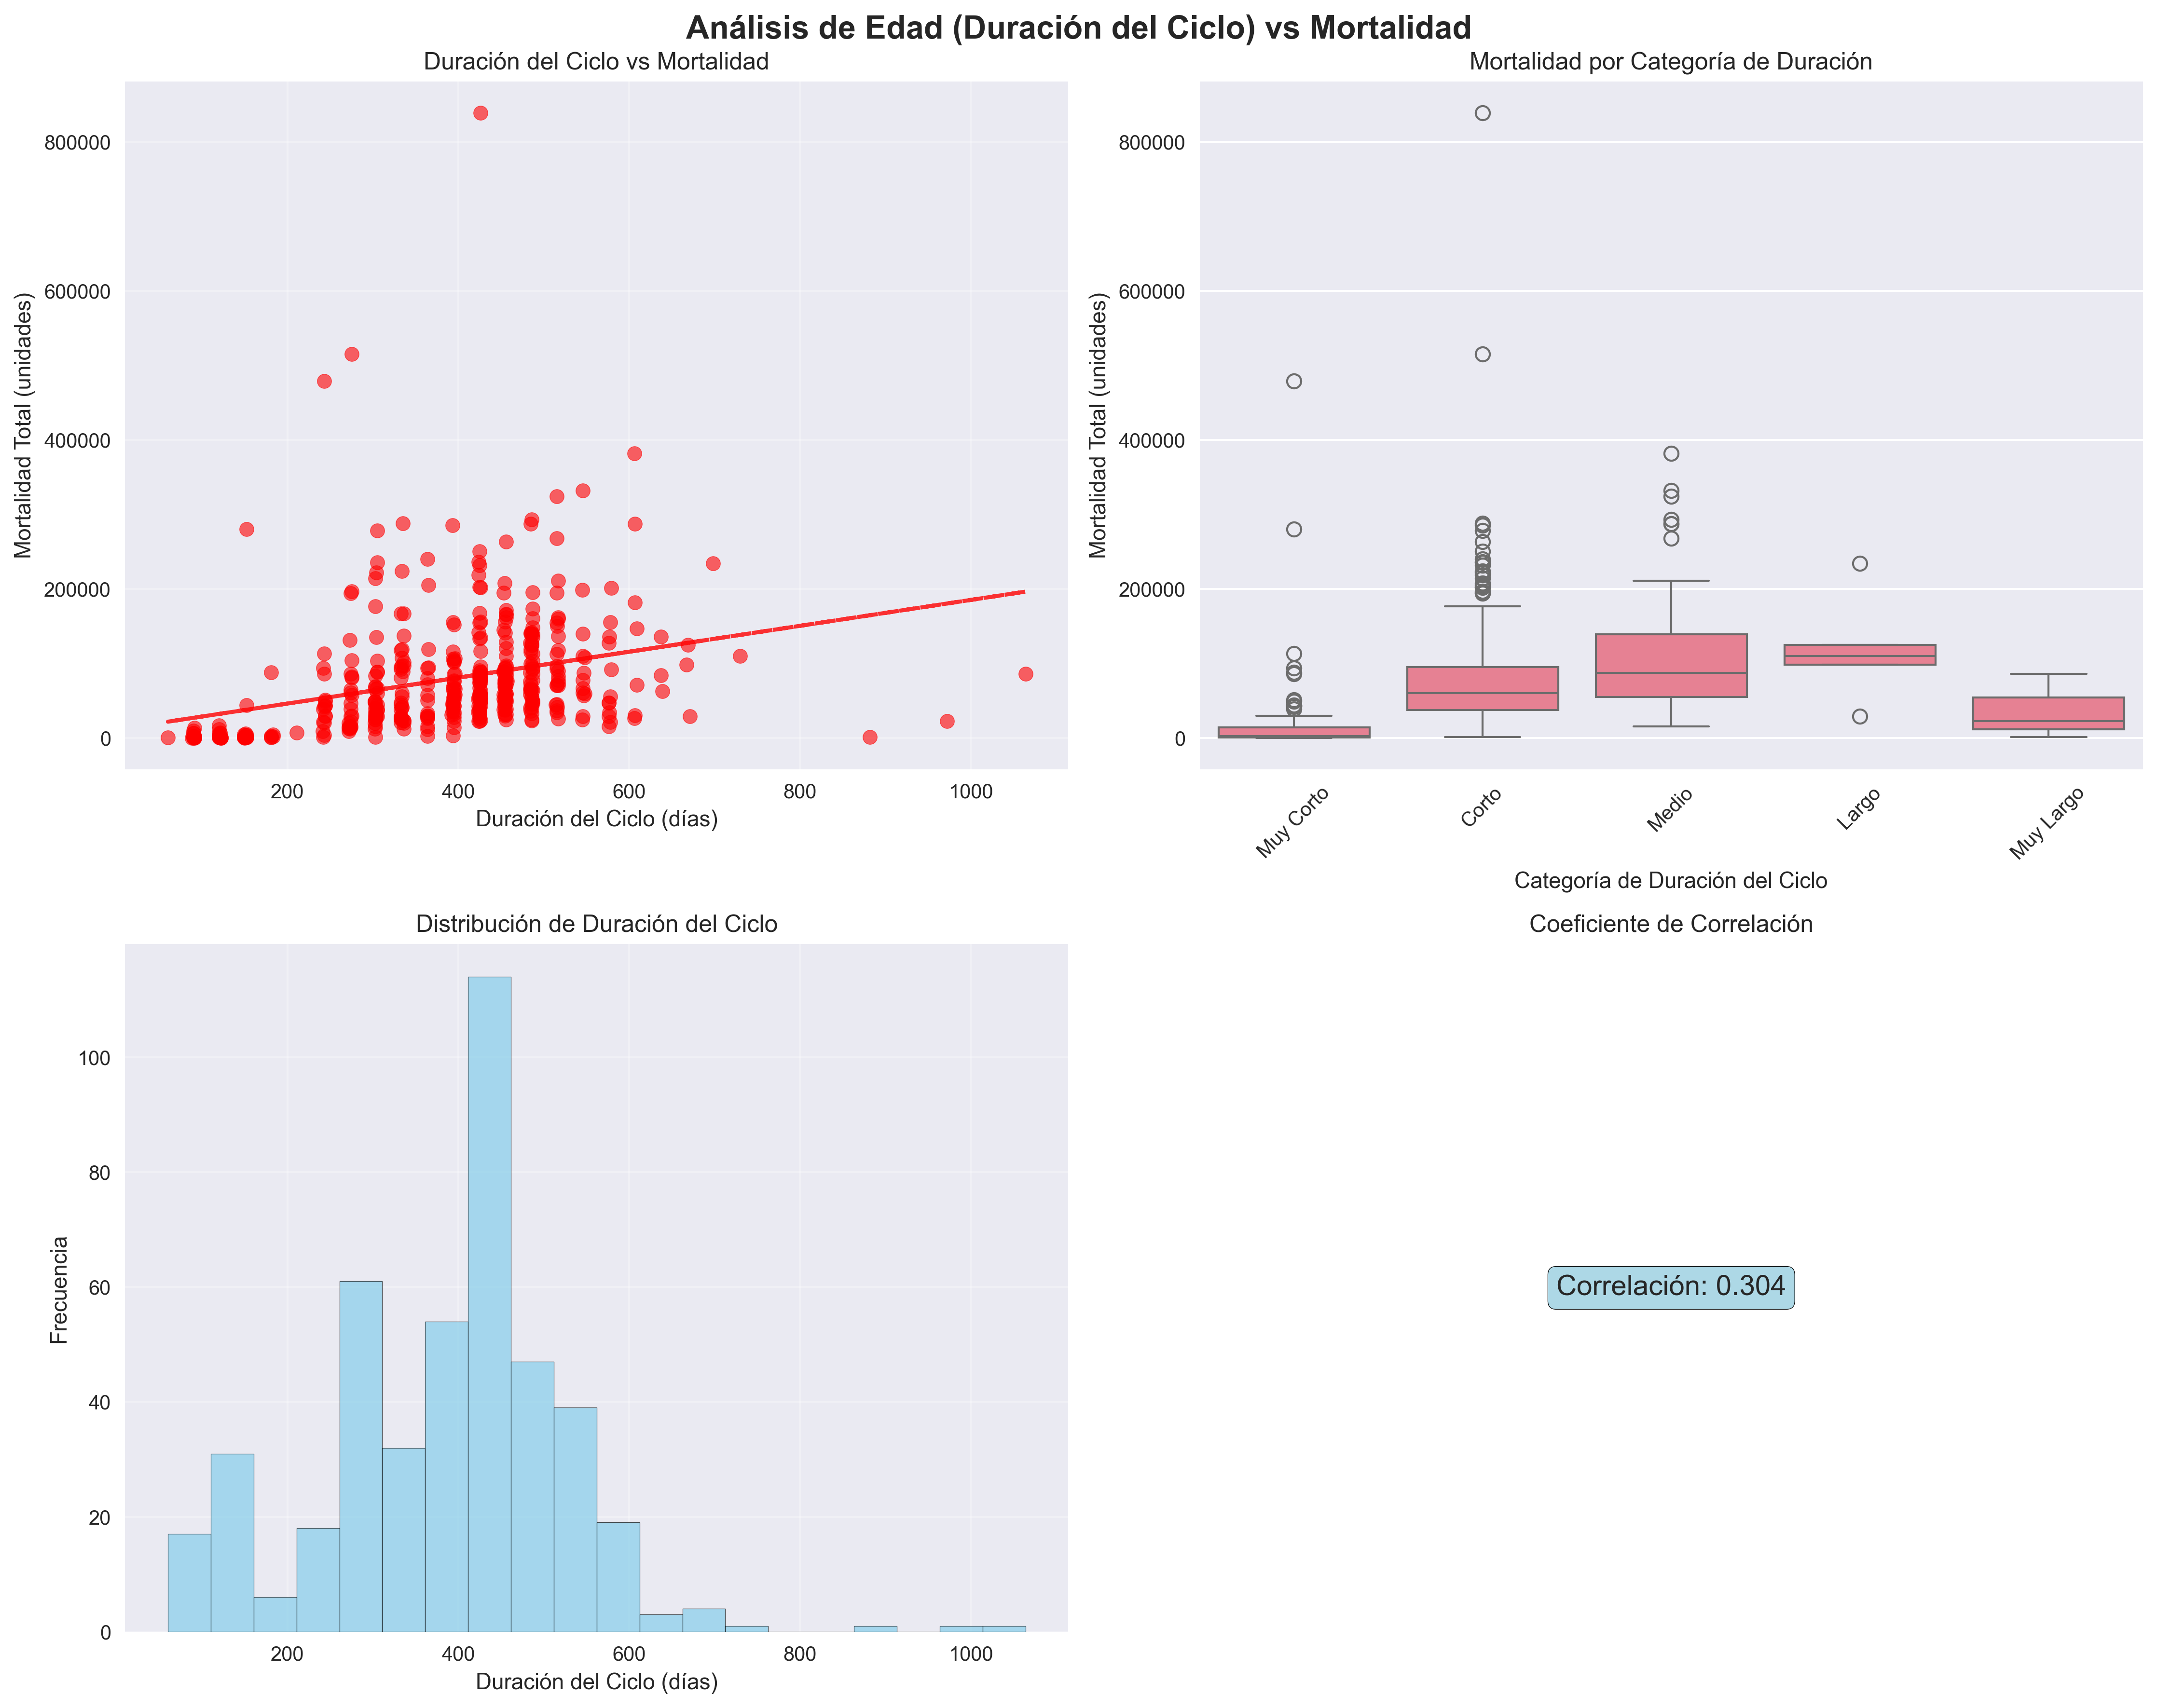 Análisis de Edad (Duración del Ciclo) vs Mortalidad
Duración del Ciclo vs Mortalidad
Mortalidad Total (unidades)
800000
600000
400000
200000
0
200
400
600
800
1000
Duración del Ciclo (días)
Mortalidad por Categoría de Duración
Mortalidad Total (unidades)
800000
600000
400000
200000
0
Muy Corto
Corto
Medio
Largo
Muy Largo
Categoría de Duración del Ciclo
Distribución de Duración del Ciclo
Frecuencia
100
80
60
40
20
0
200
400
600
800
1000
Duración del Ciclo (días)
Coeficiente de Correlación
Correlación: 0.304